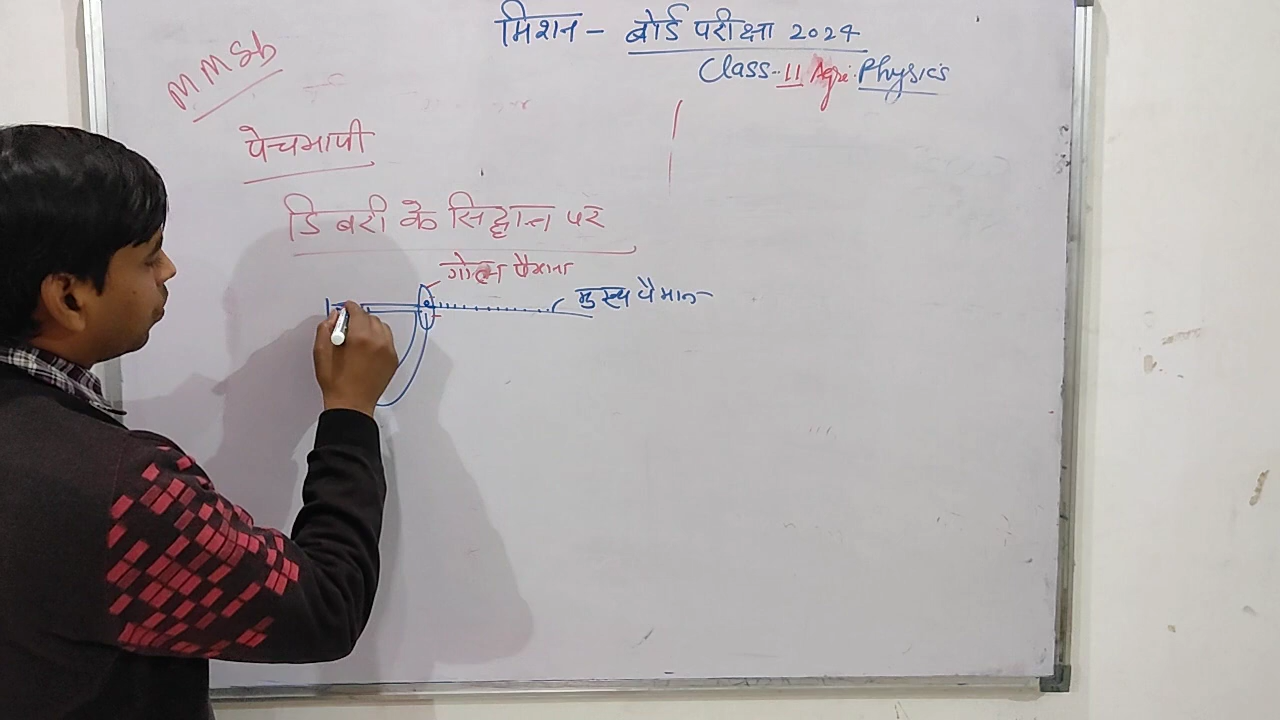 मिशन - बोर्ड परीक्षा 2024
Class-11 Agri Physics
MMSb
पेचमापी
डिबरी के सिद्धान्त पर
गोल पैमाना
मुख्य पैमाना